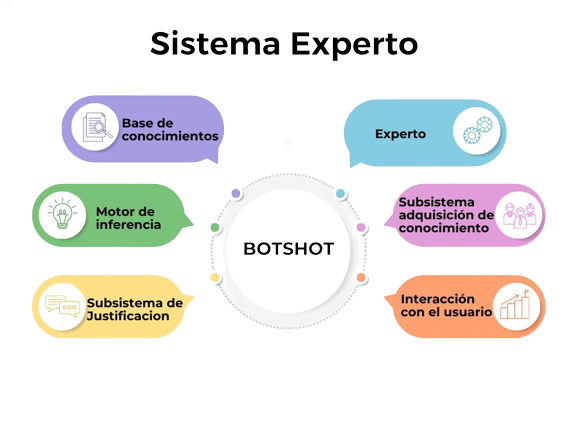 Sistema Experto
Base de
conocimientos
Experto
Motor de
inferencia
Subsistema
adquisición de
conocimiento
BOTSHOT
Subsistema de
Justificacion
Interacción
con el usuario